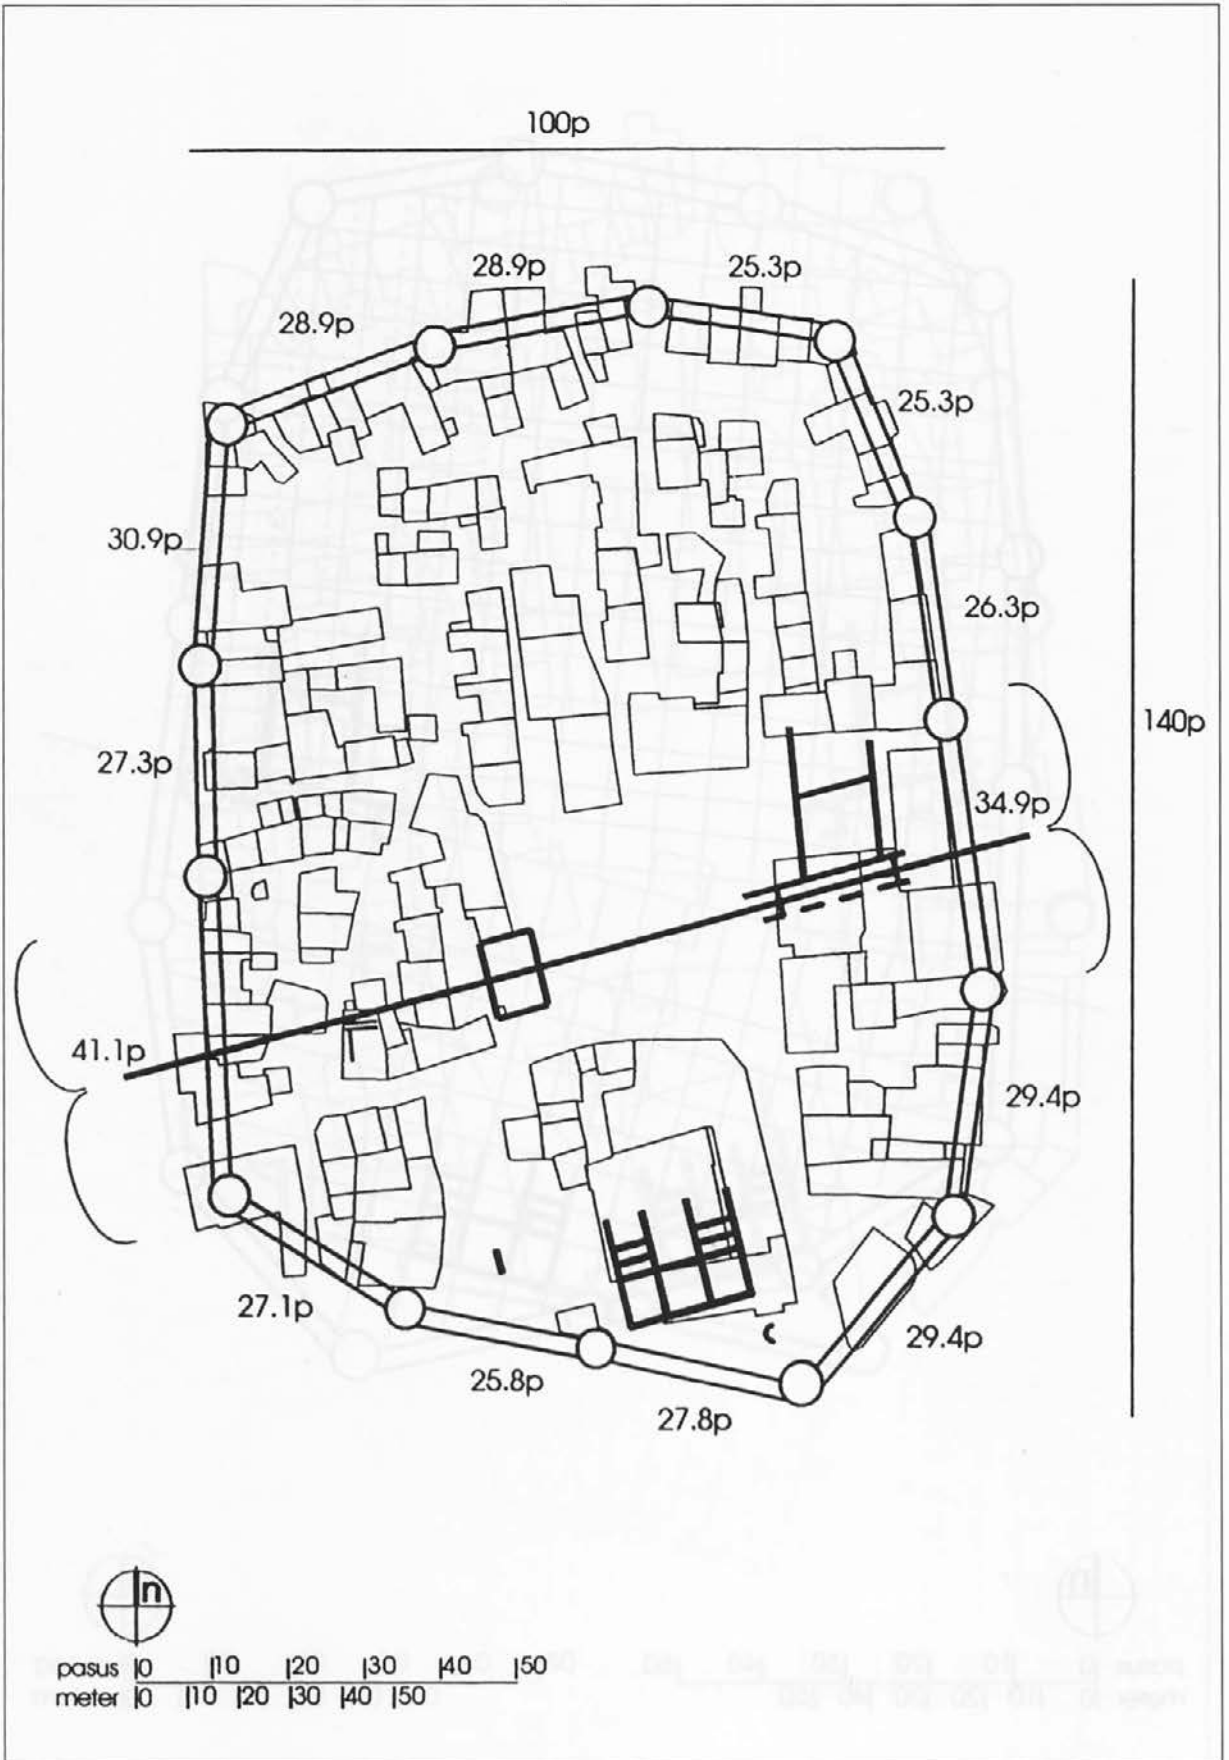 100p
28.9p
25.3p
28.9p
25.3p
30.9p
26.3p
140p
27.3p
34.9p
41.1p
29.4p
27.1p
29.4p
25.8p
27.8p
n
pasus |0 |10 |20 |30 |40 |50
meter |0 |10 |20 |30 |40 |50